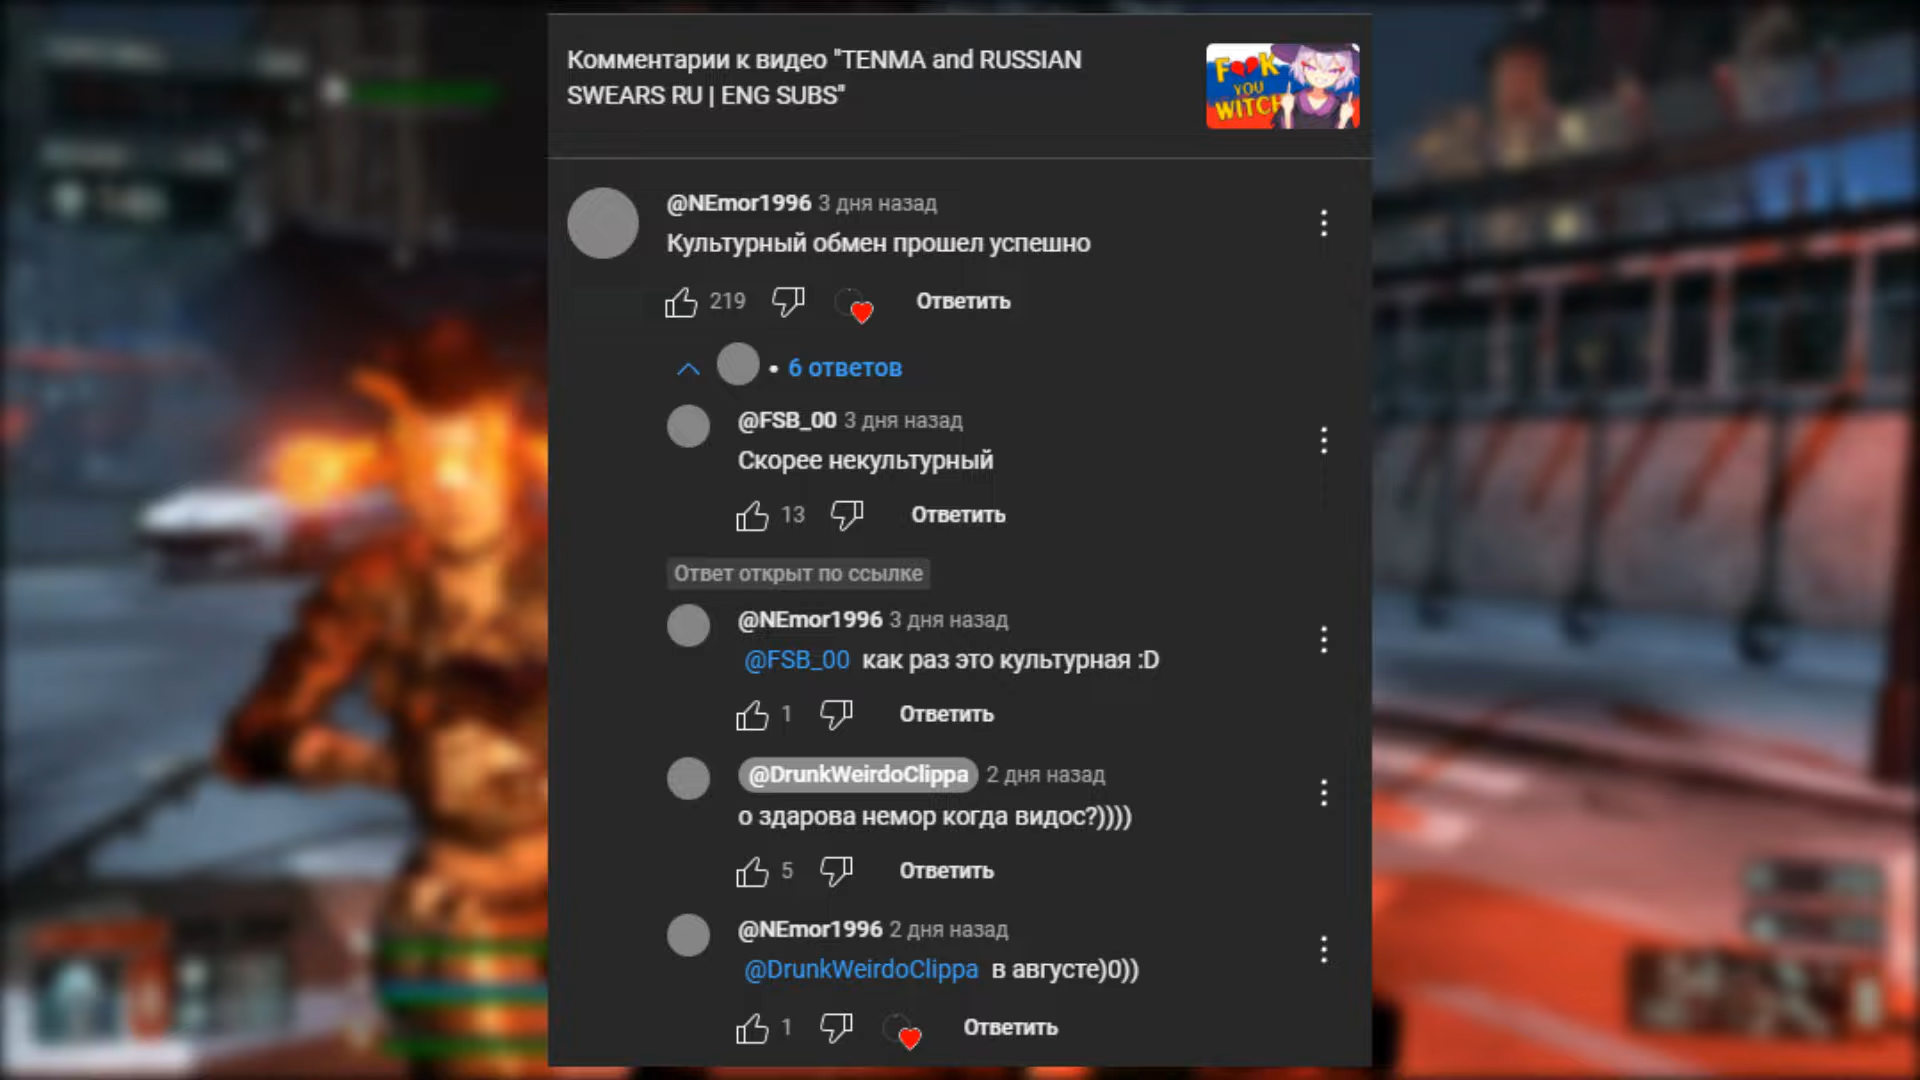 Комментарии к видео "TENMA and RUSSIAN
SWEARS RU | ENG SUBS"
F❤❤K
YOU
WITCH
@NEmor1996 3 дня назад
Культурный обмен прошел успешно
219 Ответить
• 6 ответов
@FSB_00 3 дня назад
Скорее некультурный
13 Ответить
Ответ открыт по ссылке
@NEmor1996 3 дня назад
@FSB_00 как раз это культурная :D
1 Ответить
@DrunkWeirdoClippa 2 дня назад
о здарова немор когда видос?))))
5 Ответить
@NEmor1996 2 дня назад
@DrunkWeirdoClippa в августе)0))
1 Ответить